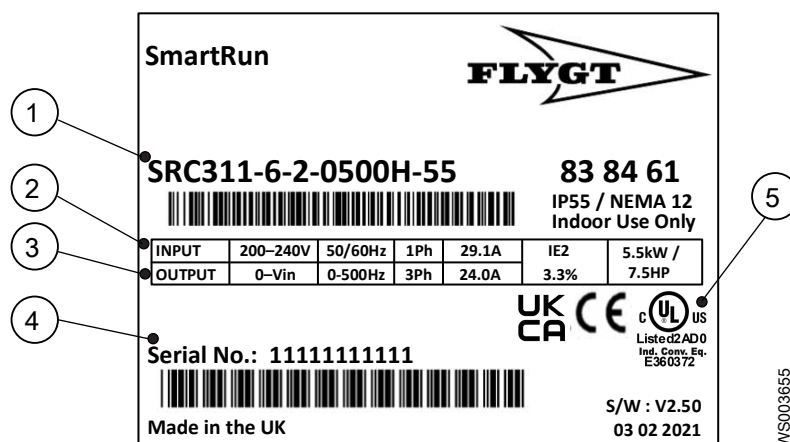 SmartRun
FLYGT
1
SRC311-6-2-0500H-55
83 84 61
2
IP55 / NEMA 12
Indoor Use Only
5
INPUT 200–240V 50/60Hz 1Ph 29.1A IE2 5.5kW /
3
OUTPUT 0–Vin 0-500Hz 3Ph 24.0A 3.3% 7.5HP
UK
CA
CE
C UL US
Listed2AD0
Ind. Conv. Eq.
E360372
4
Serial No.: 11111111111
Made in the UK
S/W : V2.50
03 02 2021
WS003655